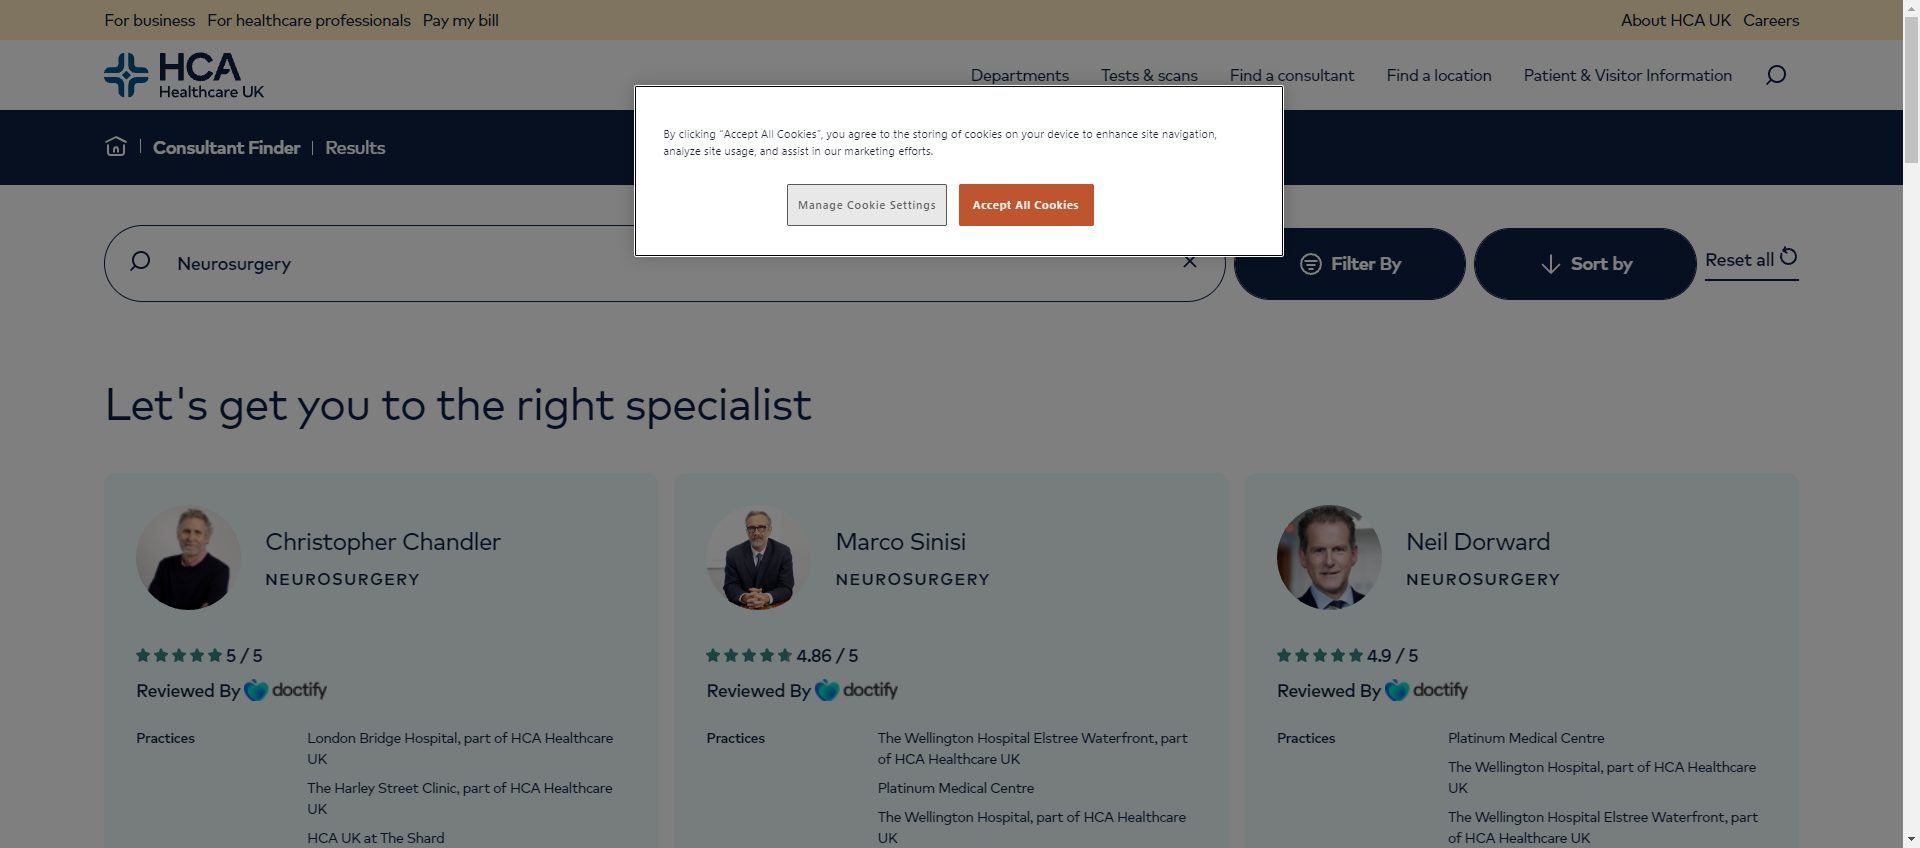 For business For healthcare professionals Pay my bill About HCA UK Careers
HCA
Healthcare UK
Departments Tests & scans Find a consultant Find a location Patient & Visitor Information
Consultant Finder | Results
By clicking “Accept All Cookies”, you agree to the storing of cookies on your device to enhance site navigation,
analyze site usage, and assist in our marketing efforts.
Manage Cookie Settings Accept All Cookies
Neurosurgery
Filter By
Sort by
Reset all
Let's get you to the right specialist
Christopher Chandler
NEUROSURGERY
5 / 5
Reviewed By doctify
Practices
London Bridge Hospital, part of HCA Healthcare
UK
The Harley Street Clinic, part of HCA Healthcare
UK
HCA UK at The Shard
Marco Sinisi
NEUROSURGERY
4.86 / 5
Reviewed By doctify
Practices
The Wellington Hospital Elstree Waterfront, part
of HCA Healthcare UK
Platinum Medical Centre
The Wellington Hospital, part of HCA Healthcare
UK
Neil Dorward
NEUROSURGERY
4.9 / 5
Reviewed By doctify
Practices
Platinum Medical Centre
The Wellington Hospital, part of HCA Healthcare
UK
The Wellington Hospital Elstree Waterfront, part
of HCA Healthcare UK